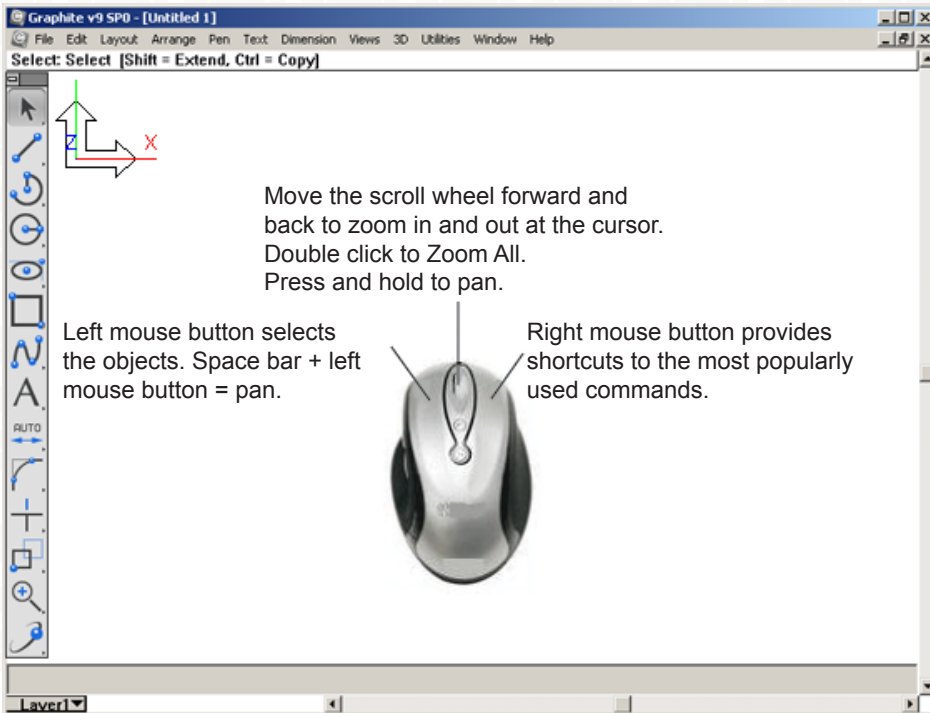 Graphite v9 SP0 - [Untitled 1]
File Edit Layout Arrange Pen Text Dimension Views 3D Utilities Window Help
Select: Select [Shift = Extend, Ctrl = Copy]
Z X
Move the scroll wheel forward and
back to zoom in and out at the cursor.
Double click to Zoom All.
Press and hold to pan.
Left mouse button selects
the objects. Space bar + left
mouse button = pan.
Right mouse button provides
shortcuts to the most popularly
used commands.
A
AUTO
Layer1